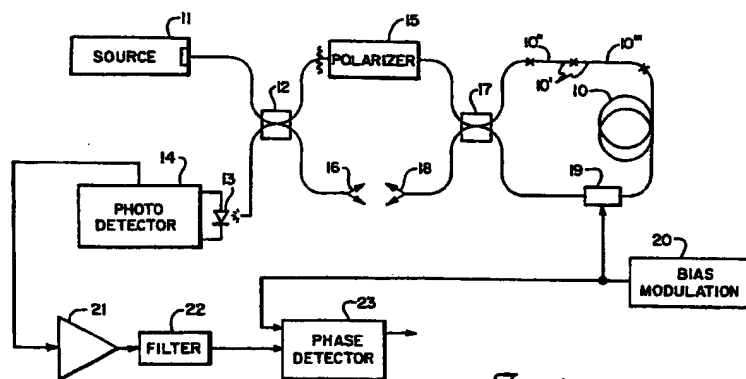 11
SOURCE
12
15
POLARIZER
17
10"
10"'
10'
10
14
13
PHOTO
DETECTOR
16
18
19
20
BIAS
MODULATION
21
22
FILTER
23
PHASE
DETECTOR